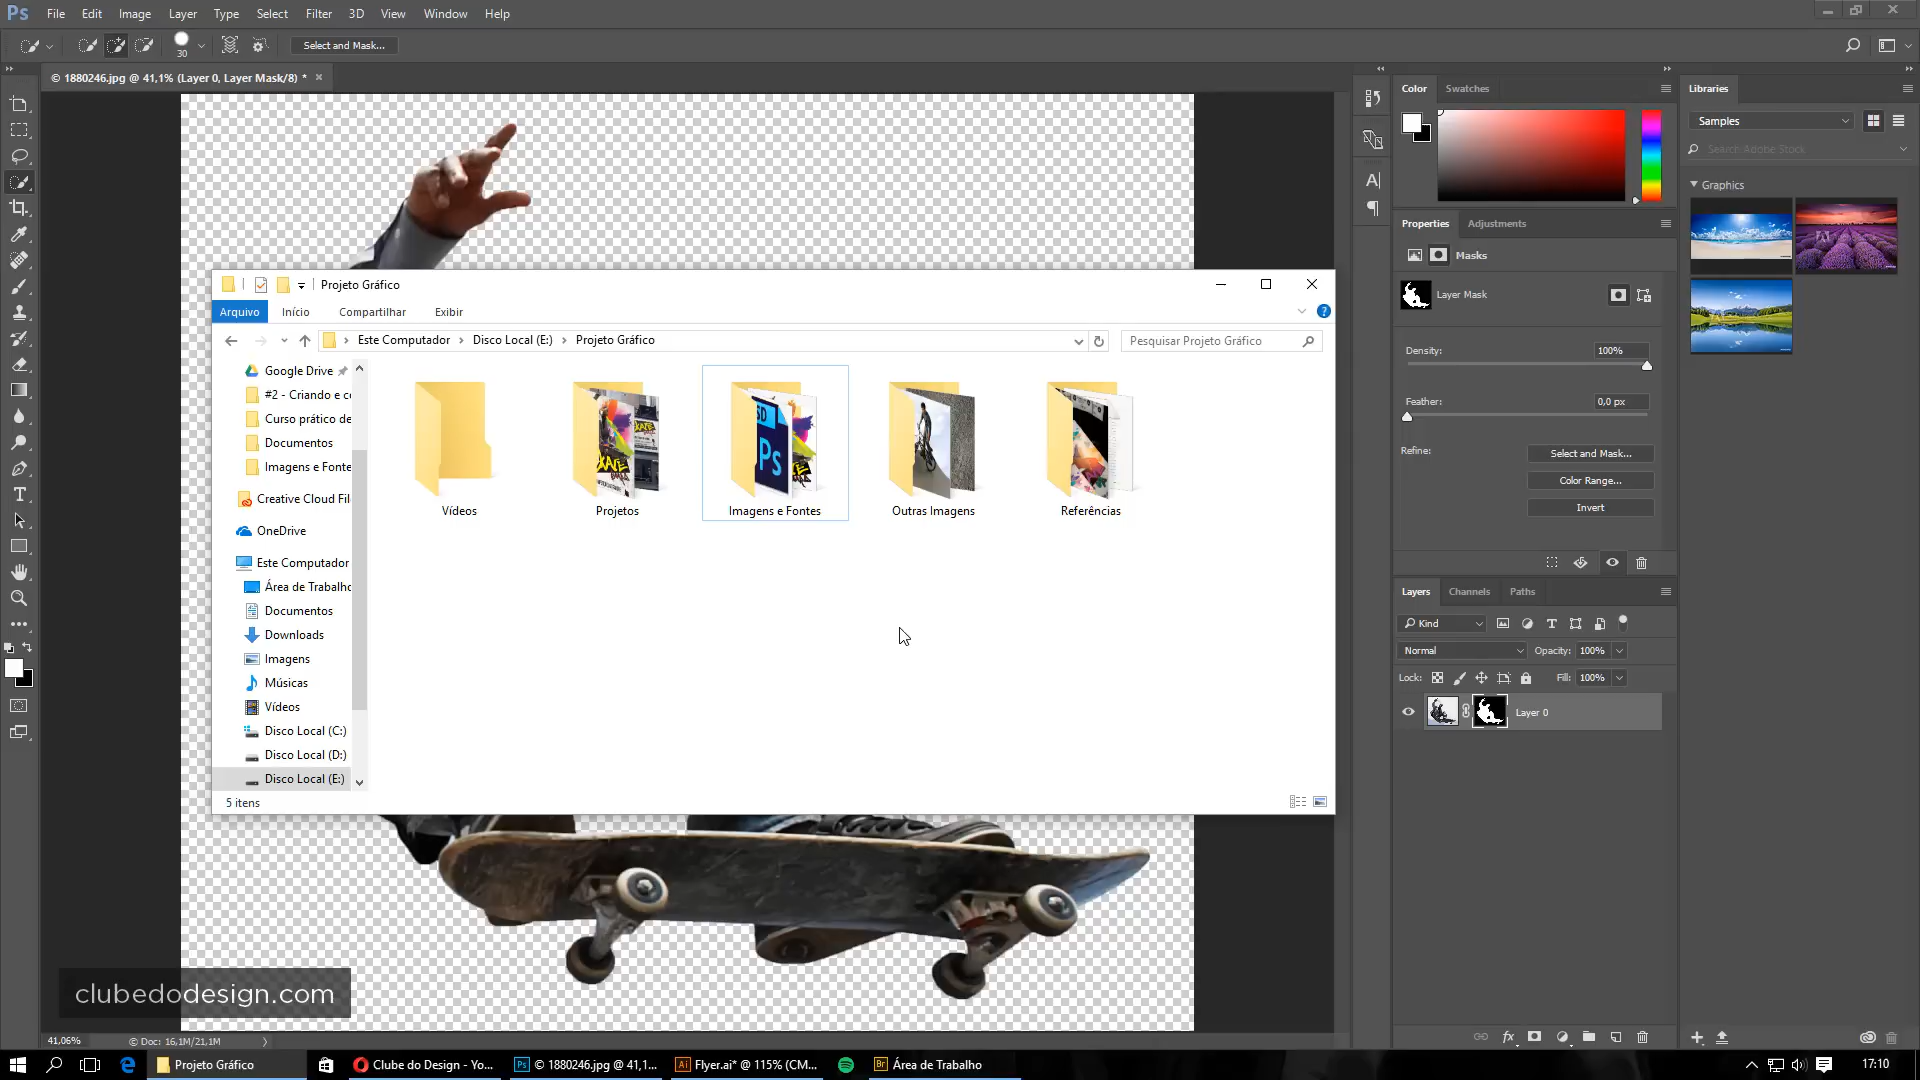 Ps File Edit Image Layer Type Select Filter 3D View Window Help
30 Select and Mask...
© 1880246.jpg @ 41,1% (Layer 0, Layer Mask/8) * ×
Color Swatches
Libraries
Samples
Search Adobe Stock
Graphics
Properties Adjustments
Masks
Layer Mask
Density: 100%
Feather: 0,0 px
Refine: Select and Mask...
Color Range...
Invert
Layers Channels Paths
Kind
Normal Opacity: 100%
Lock: Fill: 100%
Layer 0
Projeto Gráfico
Arquivo Início Compartilhar Exibir
Este Computador Disco Local (E:) Projeto Gráfico Pesquisar Projeto Gráfico
Google Drive
#2 - Criando e c
Curso prático de
Documentos
Imagens e Fonte
Creative Cloud Fil
OneDrive
Este Computador
Área de Trabalho
Documentos
Downloads
Imagens
Músicas
Vídeos
Disco Local (C:)
Disco Local (D:)
Disco Local (E:)
Vídeos Projetos Imagens e Fontes Outras Imagens Referências
5 itens
clubedodesign.com
41,06% © Doc: 16,1M/21,1M
Projeto Gráfico Clube do Design - Yo... © 1880246.jpg @ 41,1... Flyer.ai* @ 115% (CM... Área de Trabalho 17:10